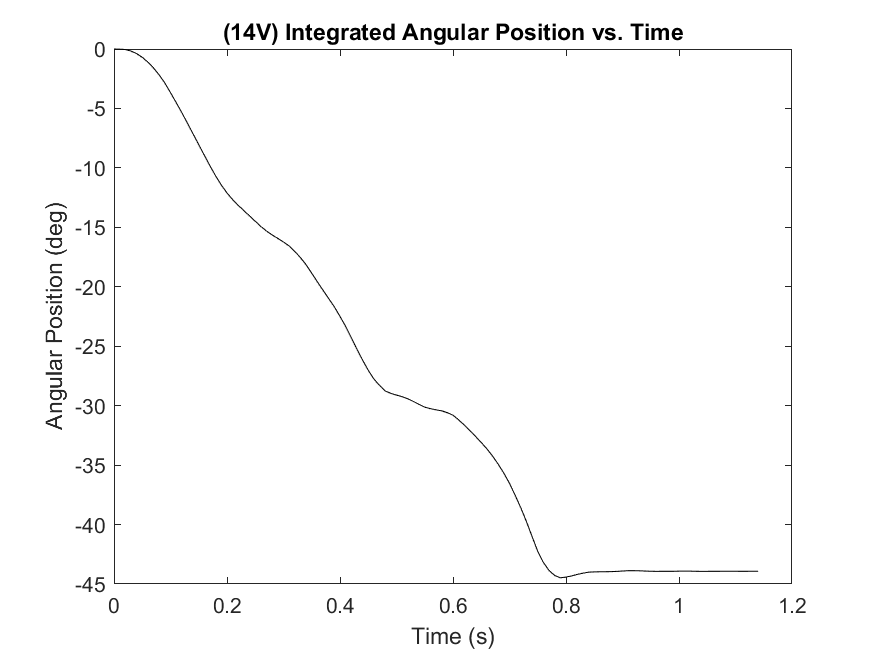 (14V) Integrated Angular Position vs. Time
0
-5
-10
-15
-20
-25
-30
-35
-40
-45
Angular Position (deg)
0 0.2 0.4 0.6 0.8 1 1.2
Time (s)